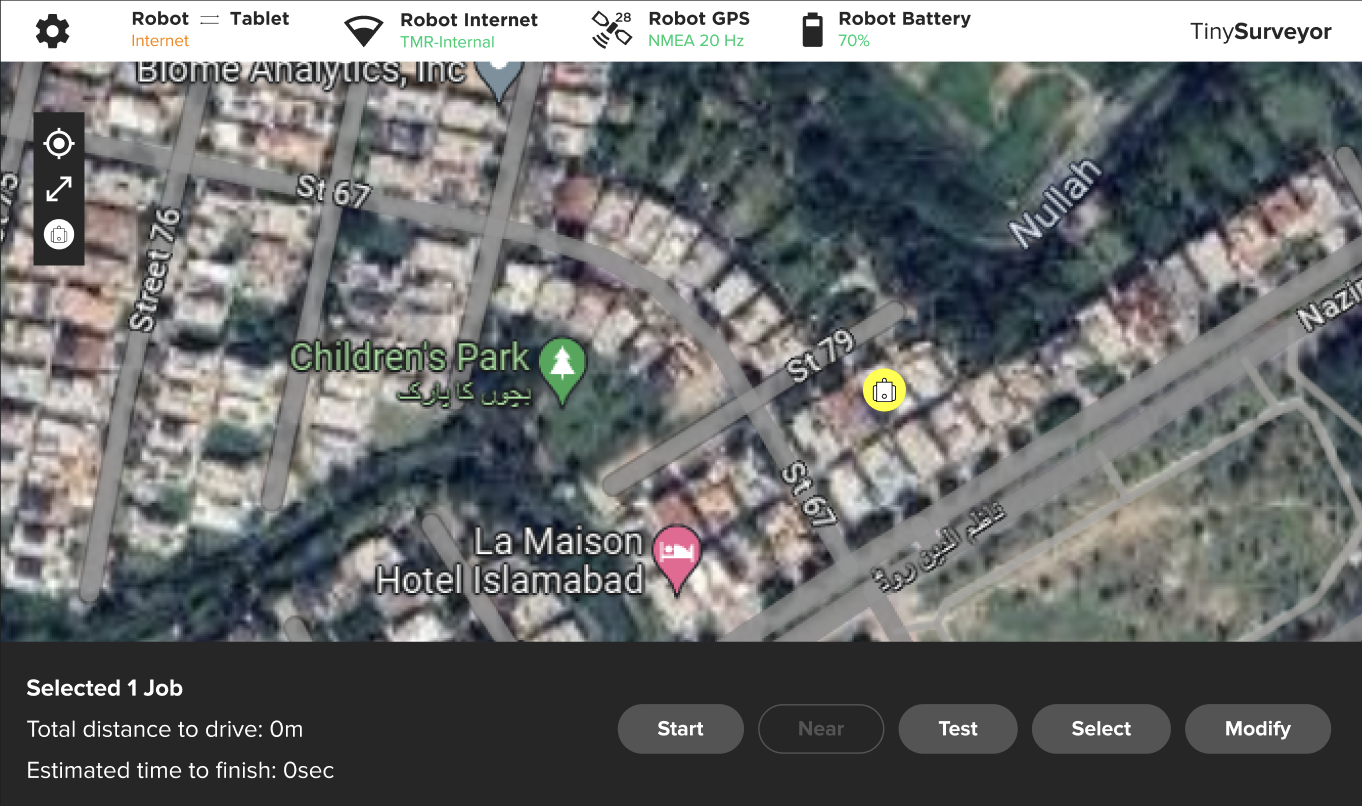 Robot Tablet
Internet
Robot Internet
TMR-Internal
28
Robot GPS
NMEA 20 Hz
Robot Battery
70%
TinySurveyor
Biome Analytics, Inc
St 67
Street 76
Nullah
St 79
Children's Park
بچوں کا پارک
St 67
La Maison
Hotel Islamabad
ناظم الدین روڈ
Selected 1 Job
Total distance to drive: 0m
Estimated time to finish: 0sec
Start
Near
Test
Select
Modify